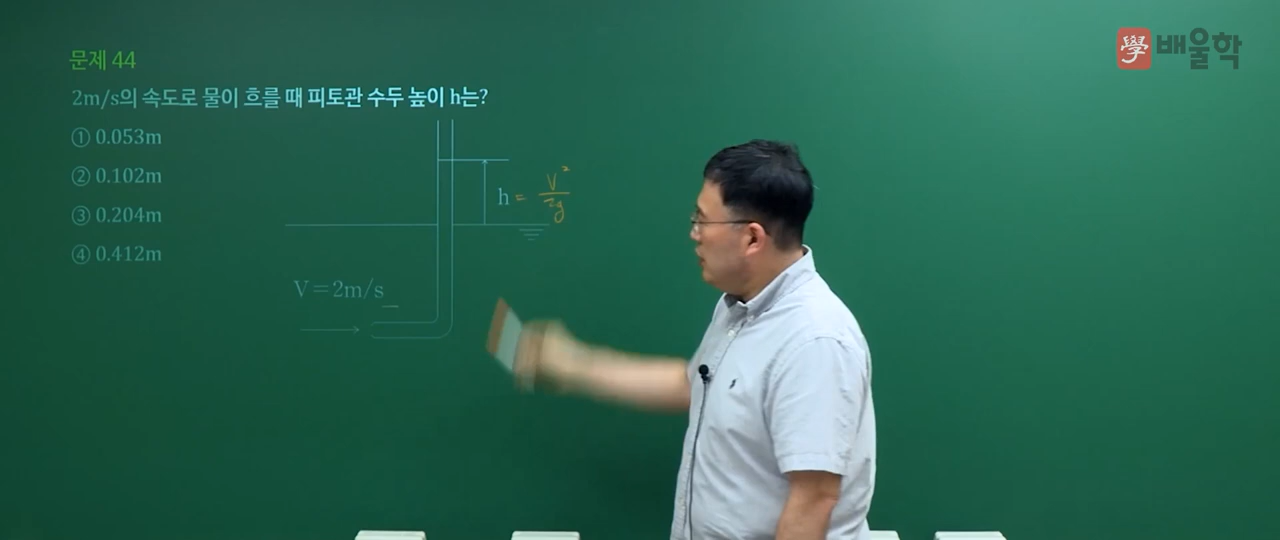 문제 44
2m/s의 속도로 물이 흐를 때 피토관 수두 높이 h는?
① 0.053m
② 0.102m
③ 0.204m
④ 0.412m
h = V²/2g
V=2m/s
學 배울학